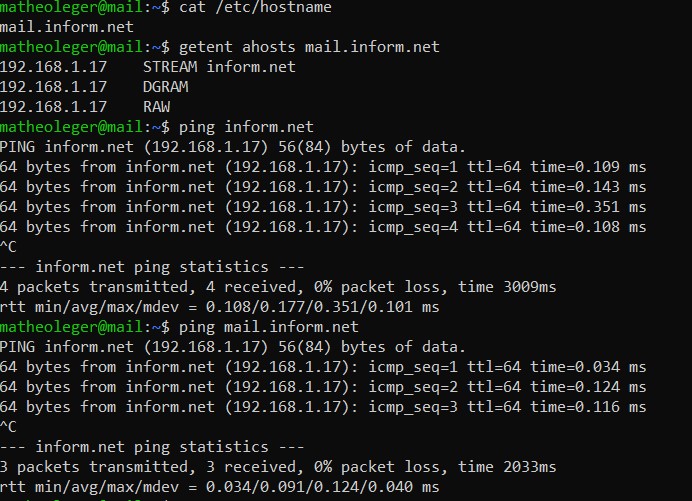 matheoleger@mail:~$ cat /etc/hostname
mail.inform.net
matheoleger@mail:~$ getent ahosts mail.inform.net
192.168.1.17    STREAM inform.net
192.168.1.17    DGRAM
192.168.1.17    RAW
matheoleger@mail:~$ ping inform.net
PING inform.net (192.168.1.17) 56(84) bytes of data.
64 bytes from inform.net (192.168.1.17): icmp_seq=1 ttl=64 time=0.109 ms
64 bytes from inform.net (192.168.1.17): icmp_seq=2 ttl=64 time=0.143 ms
64 bytes from inform.net (192.168.1.17): icmp_seq=3 ttl=64 time=0.351 ms
64 bytes from inform.net (192.168.1.17): icmp_seq=4 ttl=64 time=0.108 ms
^C
--- inform.net ping statistics ---
4 packets transmitted, 4 received, 0% packet loss, time 3009ms
rtt min/avg/max/mdev = 0.108/0.177/0.351/0.101 ms
matheoleger@mail:~$ ping mail.inform.net
PING inform.net (192.168.1.17) 56(84) bytes of data.
64 bytes from inform.net (192.168.1.17): icmp_seq=1 ttl=64 time=0.034 ms
64 bytes from inform.net (192.168.1.17): icmp_seq=2 ttl=64 time=0.124 ms
64 bytes from inform.net (192.168.1.17): icmp_seq=3 ttl=64 time=0.116 ms
^C
--- inform.net ping statistics ---
3 packets transmitted, 3 received, 0% packet loss, time 2033ms
rtt min/avg/max/mdev = 0.034/0.091/0.124/0.040 ms